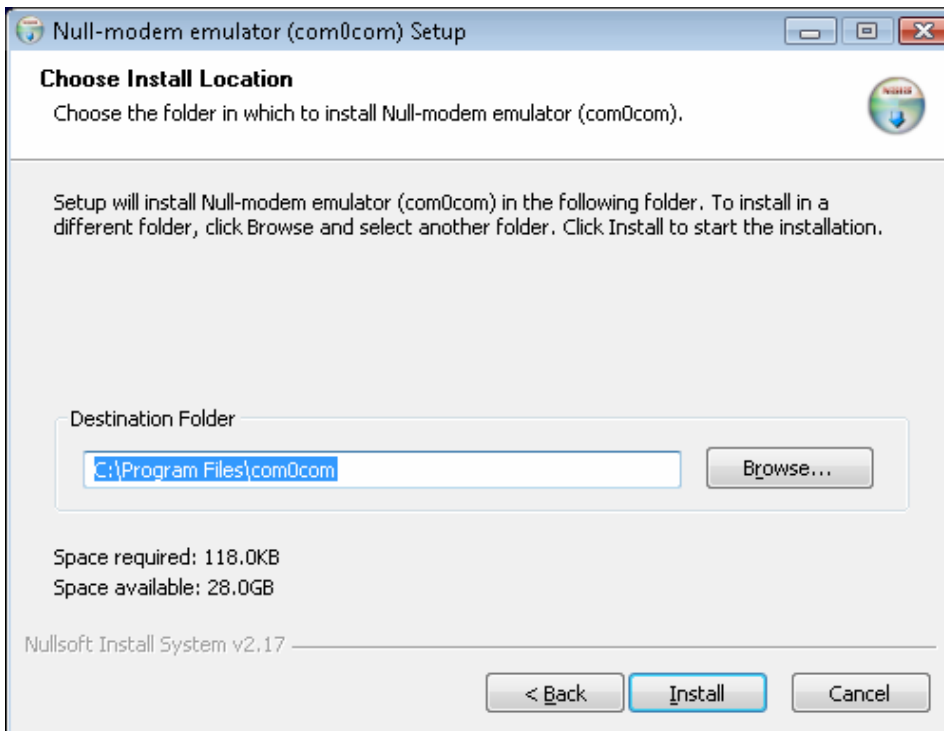 Null-modem emulator (com0com) Setup
Choose Install Location
Choose the folder in which to install Null-modem emulator (com0com).
Setup will install Null-modem emulator (com0com) in the following folder. To install in a
different folder, click Browse and select another folder. Click Install to start the installation.
Destination Folder
C:\Program Files\com0com
Browse...
Space required: 118.0KB
Space available: 28.0GB
Nullsoft Install System v2.17
< Back
Install
Cancel